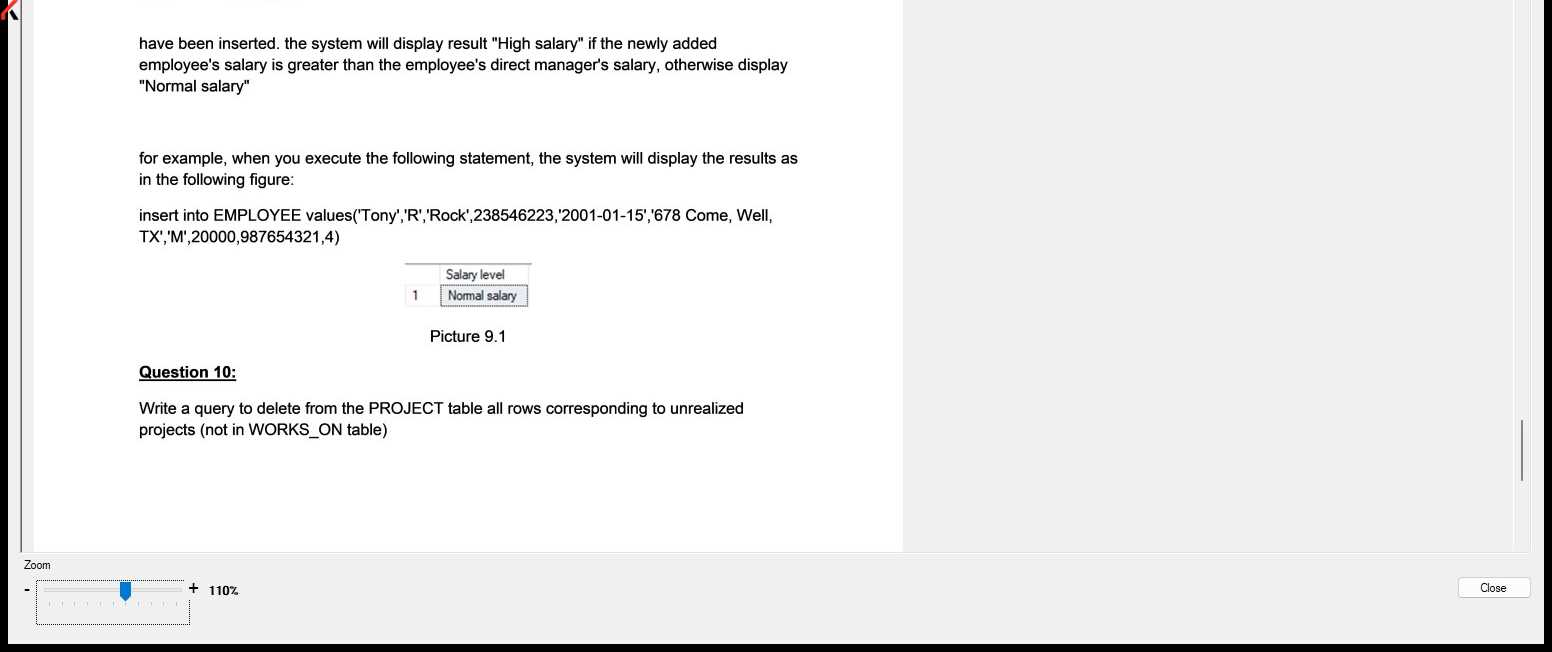 have been inserted. the system will display result "High salary" if the newly added
employee's salary is greater than the employee's direct manager's salary, otherwise display
"Normal salary"
for example, when you execute the following statement, the system will display the results as
in the following figure:
insert into EMPLOYEE values('Tony','R','Rock',238546223,'2001-01-15','678 Come, Well,
TX','M',20000,987654321,4)
Salary level
1 Normal salary
Picture 9.1
Question 10:
Write a query to delete from the PROJECT table all rows corresponding to unrealized
projects (not in WORKS_ON table)
Zoom
- + 110%
Close